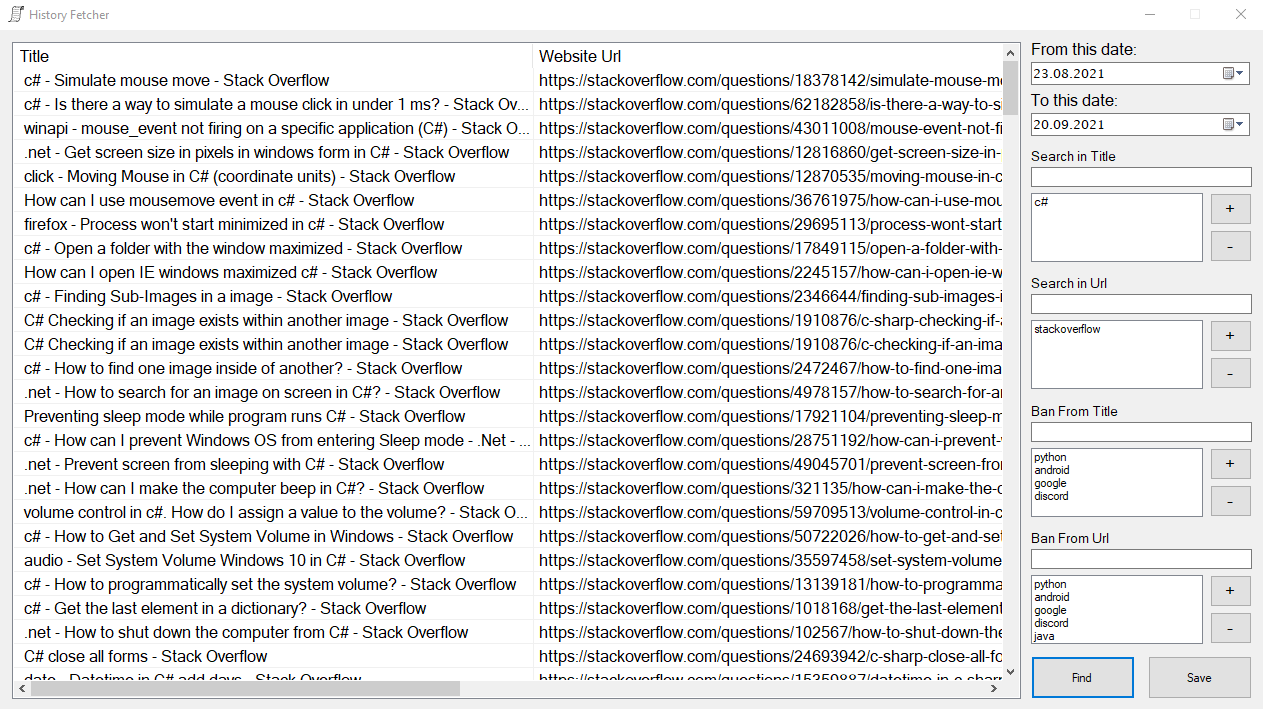 History Fetcher
Title Website Url
c# - Simulate mouse move - Stack Overflow https://stackoverflow.com/questions/18378142/simulate-mouse-m
c# - Is there a way to simulate a mouse click in under 1 ms? - Stack Ov... https://stackoverflow.com/questions/62182858/is-there-a-way-to-s
winapi - mouse_event not firing on a specific application (C#) - Stack O... https://stackoverflow.com/questions/43011008/mouse-event-not-fi
.net - Get screen size in pixels in windows form in C# - Stack Overflow https://stackoverflow.com/questions/12816860/get-screen-size-in-
click - Moving Mouse in C# (coordinate units) - Stack Overflow https://stackoverflow.com/questions/12870535/moving-mouse-in-c
How can I use mousemove event in c# - Stack Overflow https://stackoverflow.com/questions/36761975/how-can-i-use-mou
firefox - Process won't start minimized in c# - Stack Overflow https://stackoverflow.com/questions/29695113/process-wont-start
c# - Open a folder with the window maximized - Stack Overflow https://stackoverflow.com/questions/17849115/open-a-folder-with-
How can I open IE windows maximized c# - Stack Overflow https://stackoverflow.com/questions/2245157/how-can-i-open-ie-w
c# - Finding Sub-Images in a image - Stack Overflow https://stackoverflow.com/questions/2346644/finding-sub-images-i
C# Checking if an image exists within another image - Stack Overflow https://stackoverflow.com/questions/1910876/c-sharp-checking-if-a
C# Checking if an image exists within another image - Stack Overflow https://stackoverflow.com/questions/1910876/c-checking-if-an-ima
c# - How to find one image inside of another? - Stack Overflow https://stackoverflow.com/questions/2472467/how-to-find-one-ima
.net - How to search for an image on screen in C#? - Stack Overflow https://stackoverflow.com/questions/4978157/how-to-search-for-a
Preventing sleep mode while program runs C# - Stack Overflow https://stackoverflow.com/questions/17921104/preventing-sleep-m
c# - How can I prevent Windows OS from entering Sleep mode - .Net - ... https://stackoverflow.com/questions/28751192/how-can-i-prevent-
.net - Prevent screen from sleeping with C# - Stack Overflow https://stackoverflow.com/questions/49045701/prevent-screen-fro
.net - How can I make the computer beep in C#? - Stack Overflow https://stackoverflow.com/questions/321135/how-can-i-make-the-c
volume control in c#. How do I assign a value to the volume? - Stack O... https://stackoverflow.com/questions/59709513/volume-control-in-c
c# - How to Get and Set System Volume in Windows - Stack Overflow https://stackoverflow.com/questions/50722026/how-to-get-and-set
audio - Set System Volume Windows 10 in C# - Stack Overflow https://stackoverflow.com/questions/35597458/set-system-volume
c# - How to programmatically set the system volume? - Stack Overflow https://stackoverflow.com/questions/13139181/how-to-programma
c# - Get the last element in a dictionary? - Stack Overflow https://stackoverflow.com/questions/1018168/get-the-last-element
.net - How to shut down the computer from C# - Stack Overflow https://stackoverflow.com/questions/102567/how-to-shut-down-the
C# close all forms - Stack Overflow https://stackoverflow.com/questions/24693942/c-sharp-close-all-fo
date - Datetime in C# add days - Stack Overflow https://stackoverflow.com/questions/15350887/datetime-in-c-sharp
From this date:
23.08.2021
To this date:
20.09.2021
Search in Title
c#
+
-
Search in Url
stackoverflow
+
-
Ban From Title
python
android
google
discord
+
-
Ban From Url
python
android
google
discord
java
+
-
Find Save